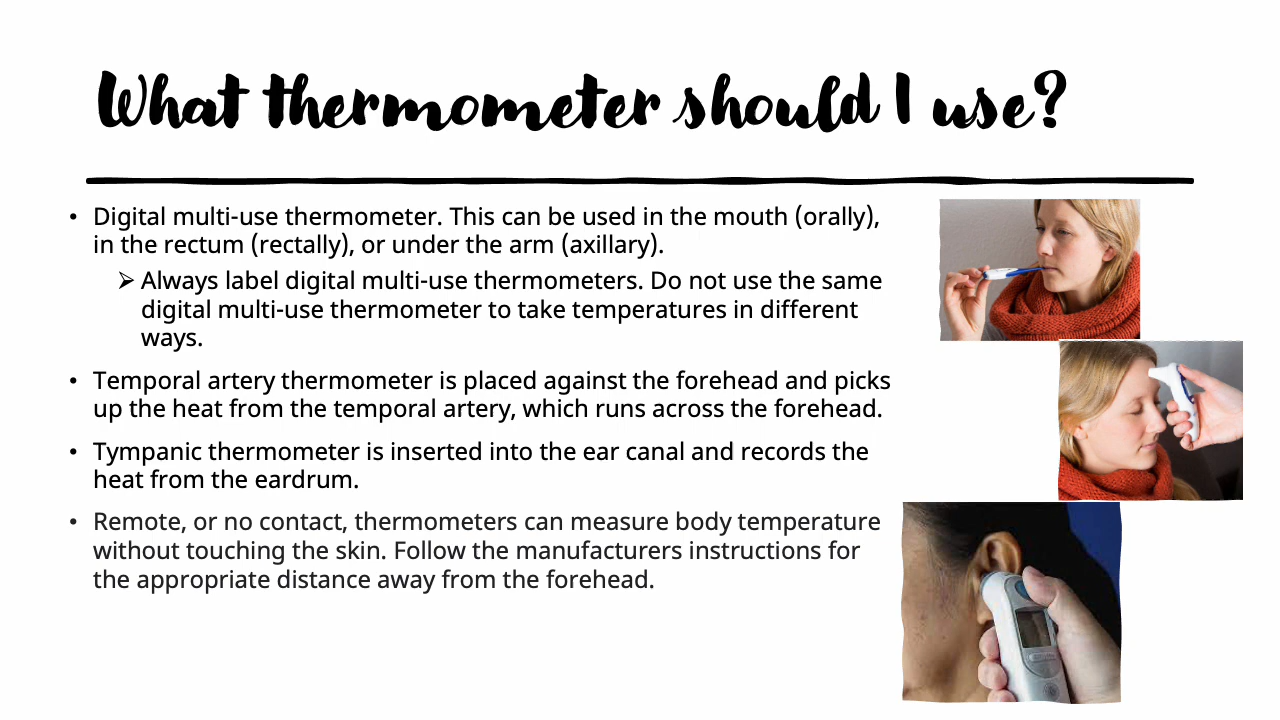 What thermometer should I use?
• Digital multi-use thermometer. This can be used in the mouth (orally),
in the rectum (rectally), or under the arm (axillary).
➢ Always label digital multi-use thermometers. Do not use the same
digital multi-use thermometer to take temperatures in different
ways.
• Temporal artery thermometer is placed against the forehead and picks
up the heat from the temporal artery, which runs across the forehead.
• Tympanic thermometer is inserted into the ear canal and records the
heat from the eardrum.
• Remote, or no contact, thermometers can measure body temperature
without touching the skin. Follow the manufacturers instructions for
the appropriate distance away from the forehead.